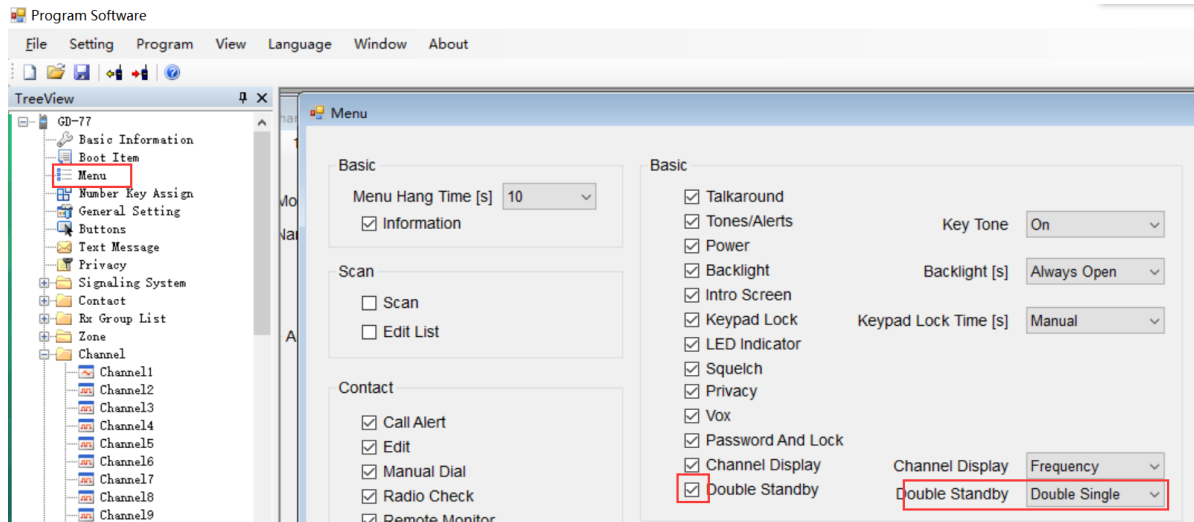 Program Software
File Setting Program View Language Window About
TreeView
GD-77
Basic Information
Boot Item
Menu
Number Key Assign
General Setting
Buttons
Text Message
Privacy
Signaling System
Contact
Rx Group List
Zone
Channel
Channel1
Channel2
Channel3
Channel4
Channel5
Channel6
Channel7
Channel8
Channel9
Menu
Basic
Menu Hang Time [s] 10
Information
Scan
Scan
Edit List
Contact
Call Alert
Edit
Manual Dial
Radio Check
Remote Monitor
Basic
Talkaround
Tones/Alerts Key Tone On
Power
Backlight Backlight [s] Always Open
Intro Screen
Keypad Lock Keypad Lock Time [s] Manual
LED Indicator
Squelch
Privacy
Vox
Password And Lock
Channel Display Channel Display Frequency
Double Standby Double Standby Double Single